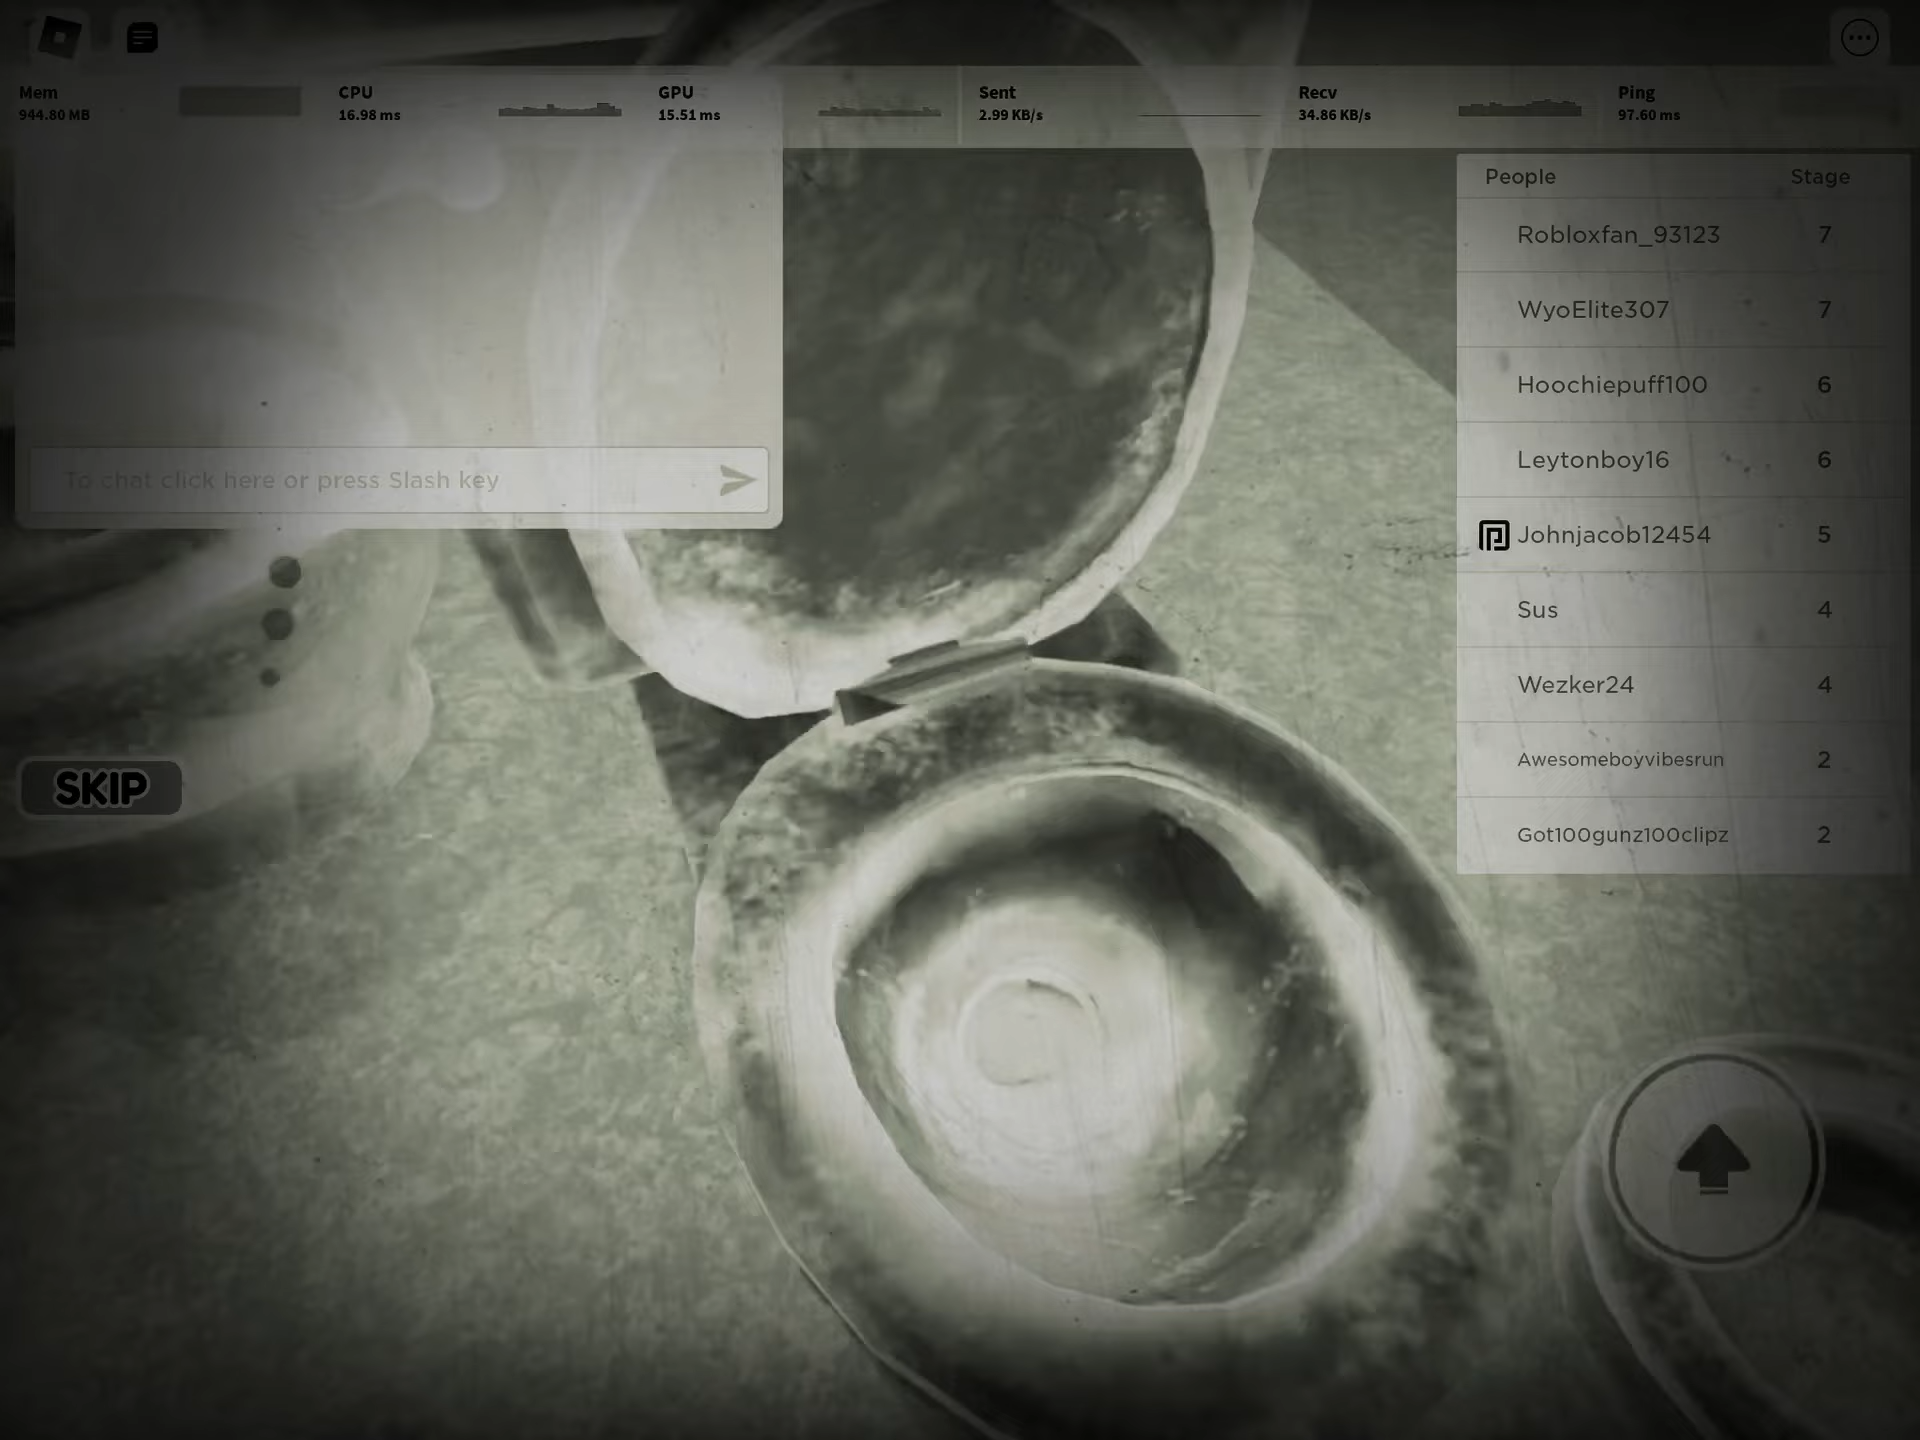 Mem
944.80 MB
CPU
16.98 ms
GPU
15.51 ms
Sent
2.99 KB/s
Recv
34.86 KB/s
Ping
97.60 ms
To chat click here or press Slash key
People Stage
Robloxfan_93123 7
WyoElite307 7
Hoochiepuff100 6
Leytonboy16 6
Johnjacob12454 5
Sus 4
Wezker24 4
Awesomeboyvibesrun 2
Got100gunz100clipz 2
SKIP